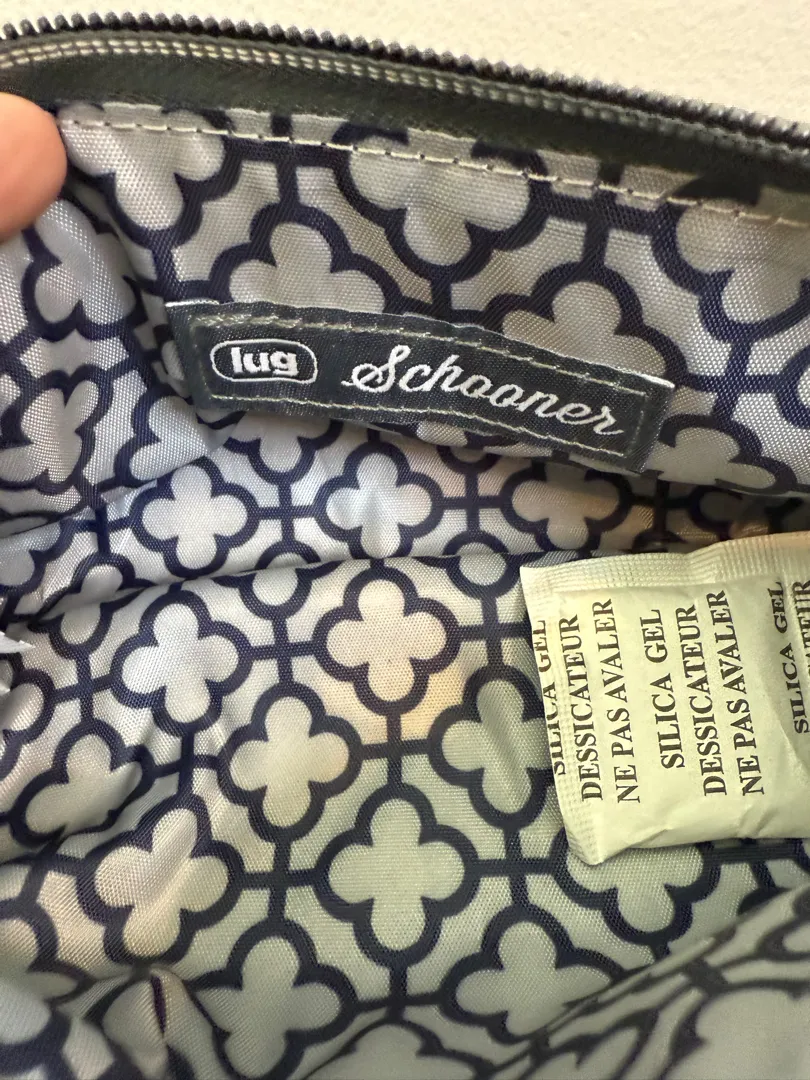 lug Schooner
SILICA GEL
DESSICATEUR
NE PAS AVALER
SILICA GEL
DESSICATEUR
NE PAS AVALER
SILICA GEL